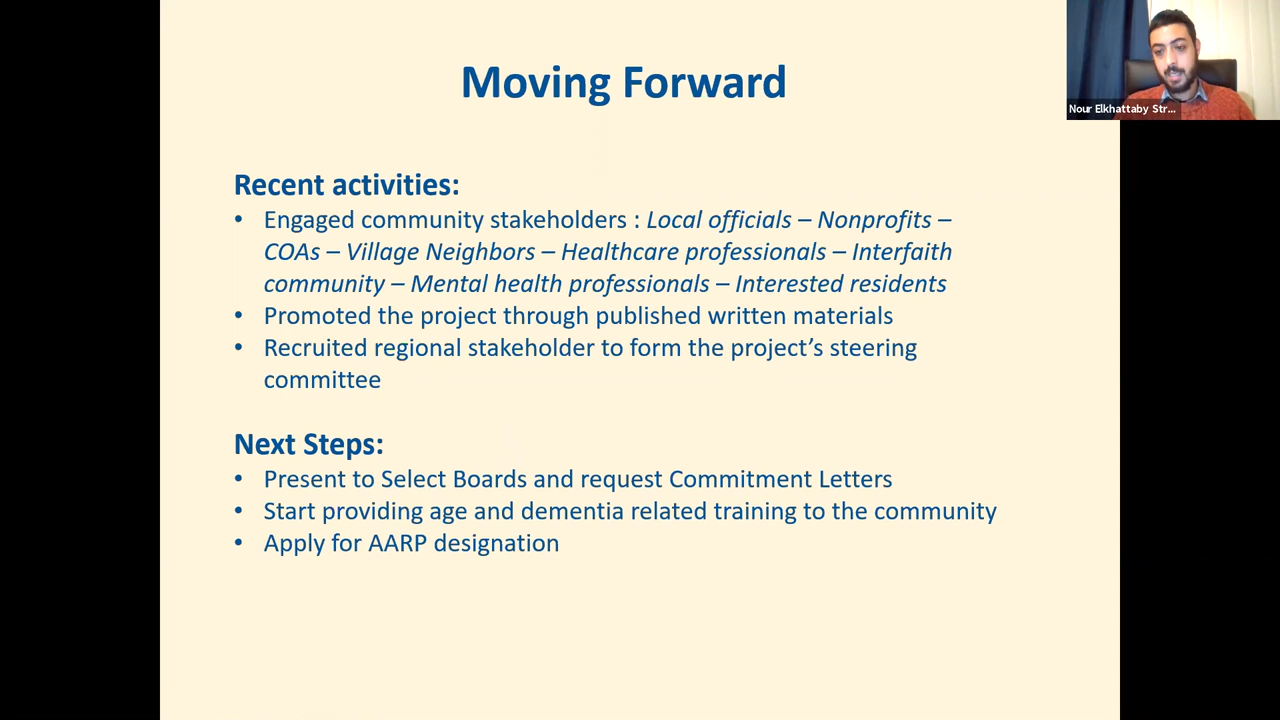 Moving Forward
Nour Elkhattaby Str...
Recent activities:
• Engaged community stakeholders : Local officials – Nonprofits –
COAs – Village Neighbors – Healthcare professionals – Interfaith
community – Mental health professionals – Interested residents
• Promoted the project through published written materials
• Recruited regional stakeholder to form the project’s steering
committee
Next Steps:
• Present to Select Boards and request Commitment Letters
• Start providing age and dementia related training to the community
• Apply for AARP designation